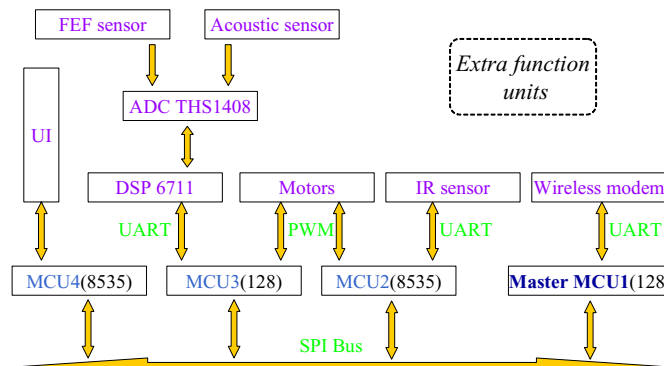 FEF sensor
Acoustic sensor
Extra function
units
ADC THS1408
UI
DSP 6711
Motors
IR sensor
Wireless modem
UART
PWM
UART
UART
MCU4(8535)
MCU3(128)
MCU2(8535)
Master MCU1(128
SPI Bus